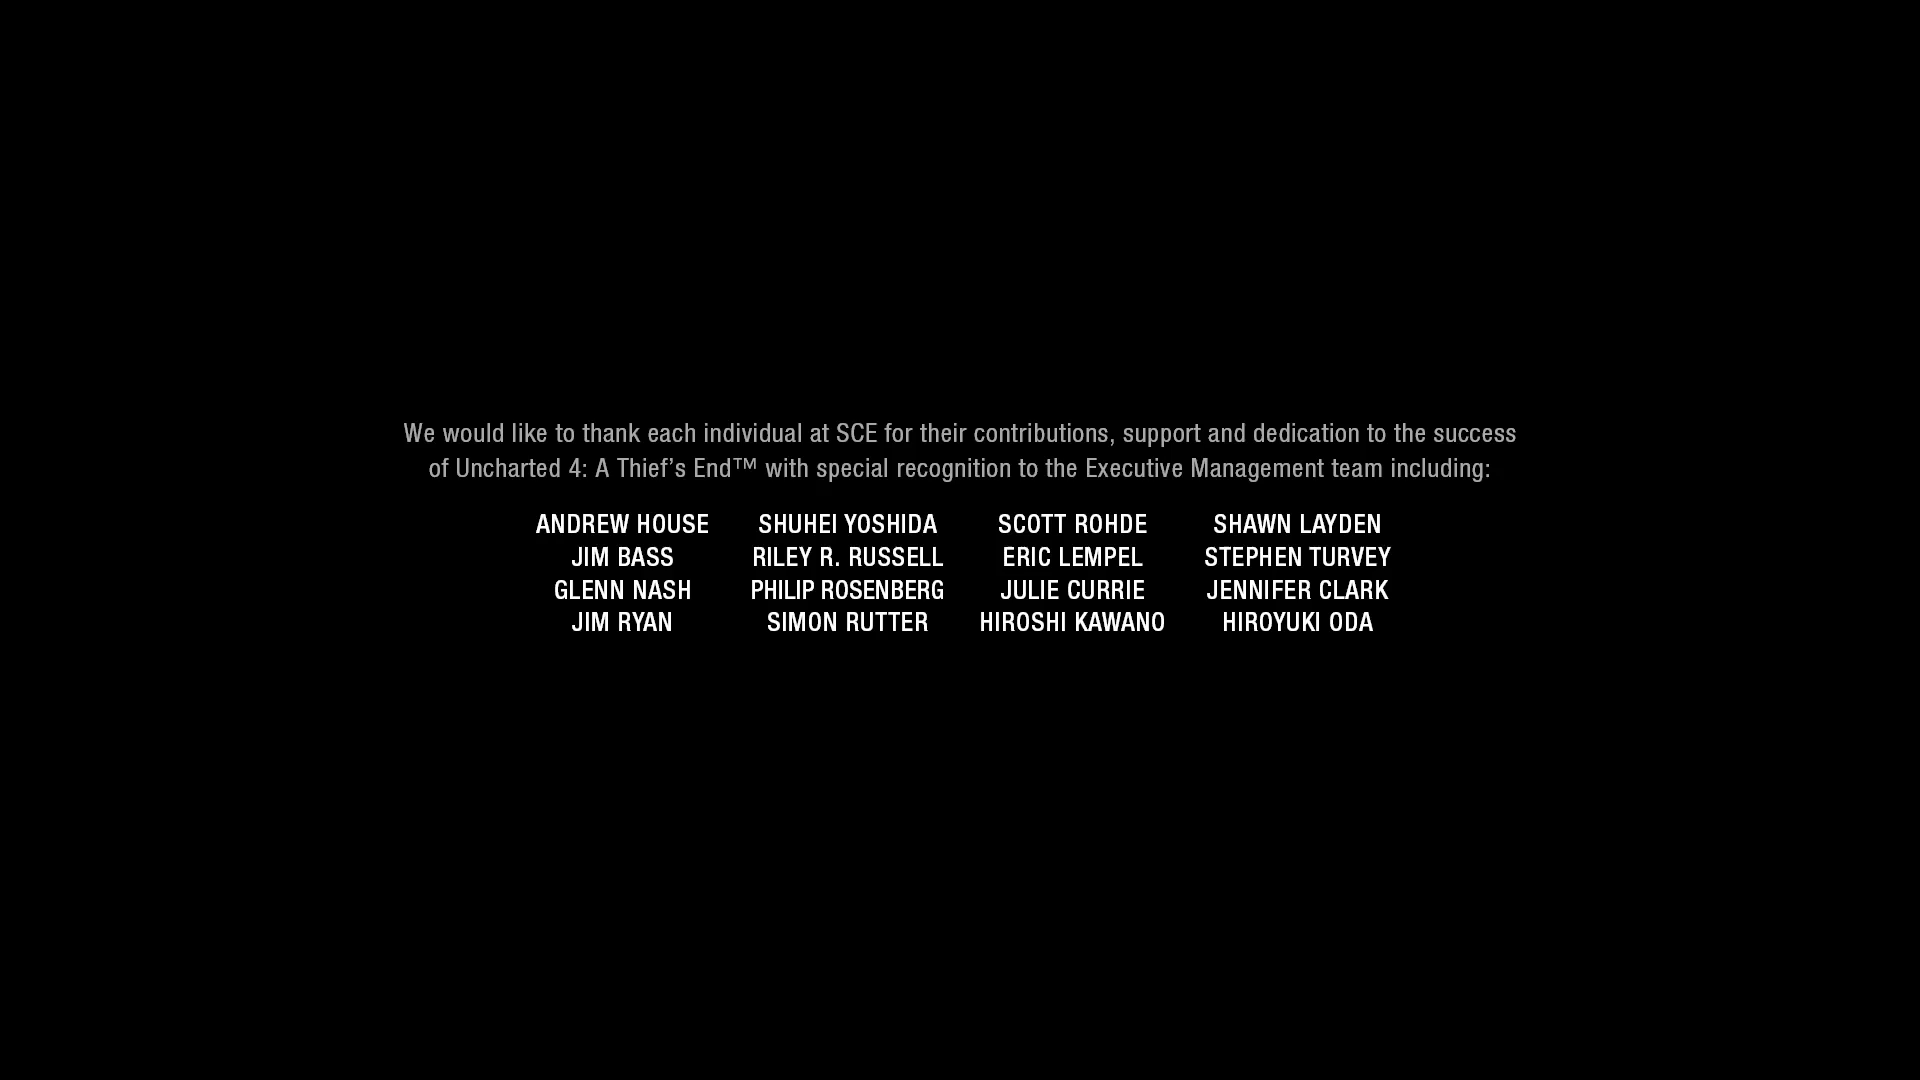 We would like to thank each individual at SCE for their contributions, support and dedication to the success
of Uncharted 4: A Thief’s End™ with special recognition to the Executive Management team including:
ANDREW HOUSE SHUHEI YOSHIDA SCOTT ROHDE SHAWN LAYDEN
JIM BASS RILEY R. RUSSELL ERIC LEMPEL STEPHEN TURVEY
GLENN NASH PHILIP ROSENBERG JULIE CURRIE JENNIFER CLARK
JIM RYAN SIMON RUTTER HIROSHI KAWANO HIROYUKI ODA